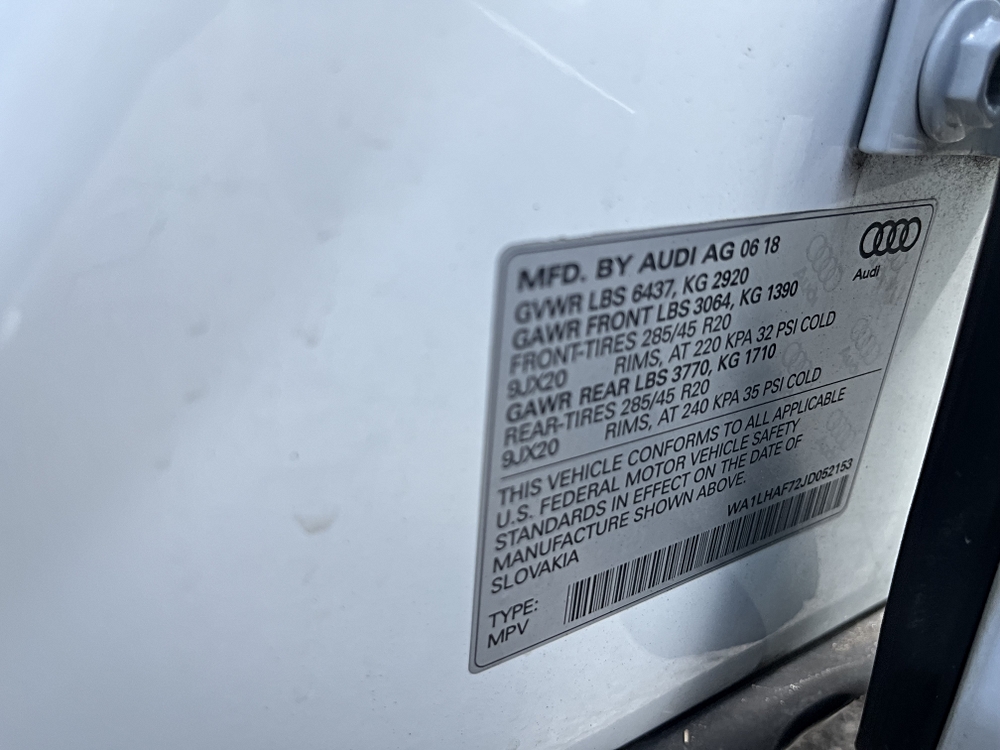 MFD. BY AUDI AG 06 18
Audi
GVWR LBS 6437, KG 2920
GAWR FRONT LBS 3064, KG 1390
FRONT-TIRES 285/45 R20
9JX20 RIMS, AT 220 KPA 32 PSI COLD
GAWR REAR LBS 3770, KG 1710
REAR-TIRES 285/45 R20
9JX20 RIMS, AT 240 KPA 35 PSI COLD
THIS VEHICLE CONFORMS TO ALL APPLICABLE
U.S. FEDERAL MOTOR VEHICLE SAFETY
STANDARDS IN EFFECT ON THE DATE OF
MANUFACTURE SHOWN ABOVE.
SLOVAKIA
WA1LHAF72JD052153
TYPE:
MPV